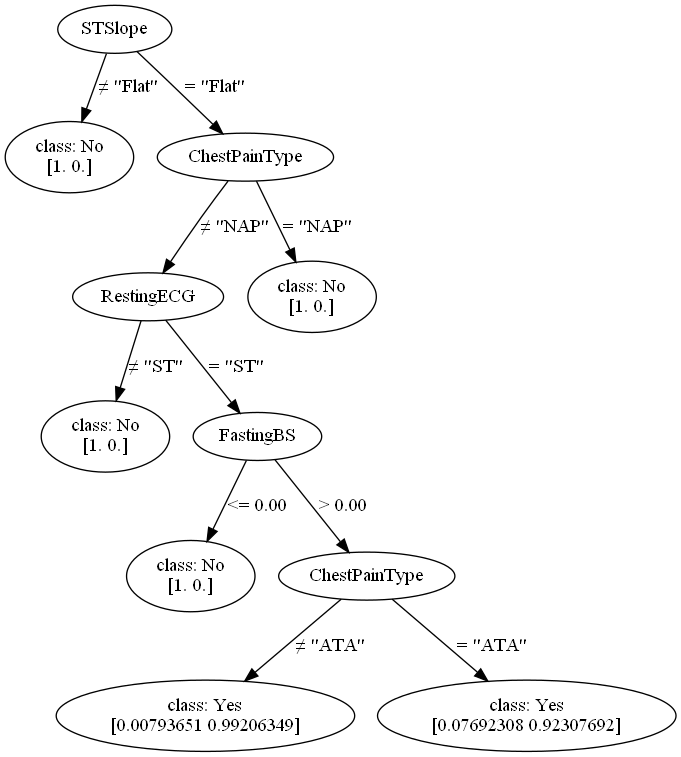 STSlope
≠ "Flat"
= "Flat"
class: No
[1. 0.]
ChestPainType
≠ "NAP"
= "NAP"
RestingECG
class: No
[1. 0.]
≠ "ST"
= "ST"
class: No
[1. 0.]
FastingBS
<= 0.00
> 0.00
class: No
[1. 0.]
ChestPainType
≠ "ATA"
= "ATA"
class: Yes
[0.00793651 0.99206349]
class: Yes
[0.07692308 0.92307692]